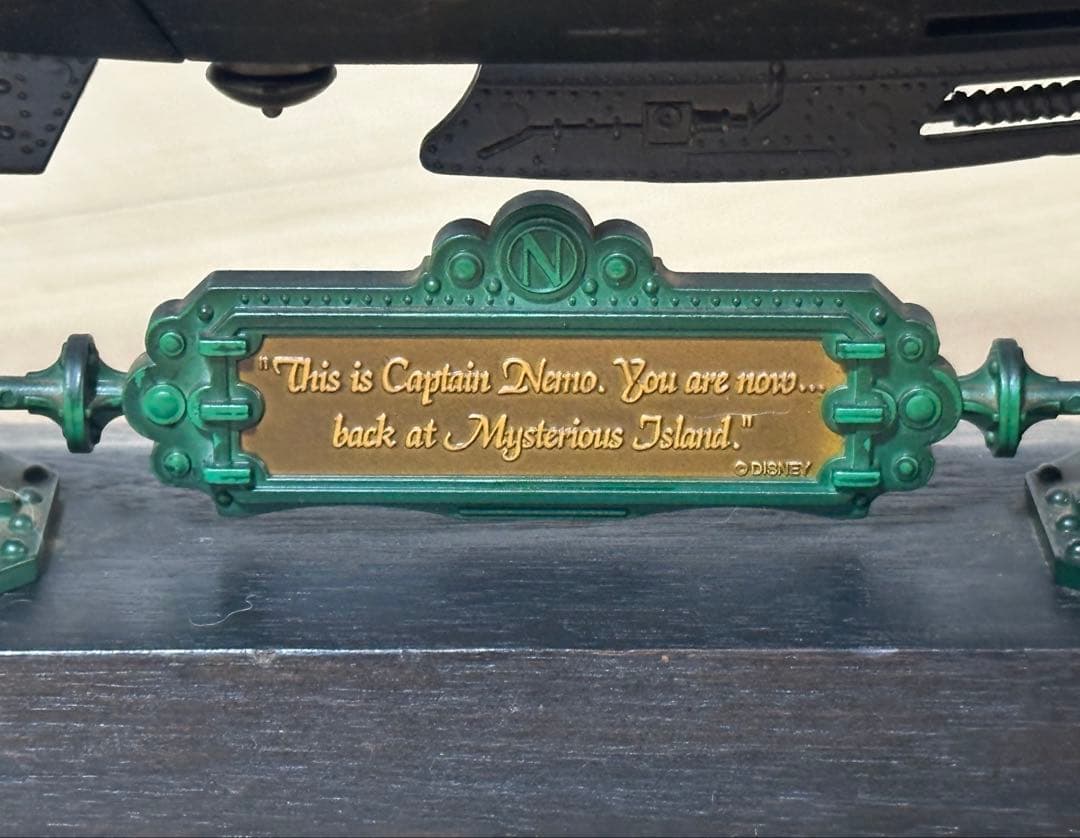 N
"This is Captain Nemo. You are now...
back at Mysterious Island."
© DISNEY